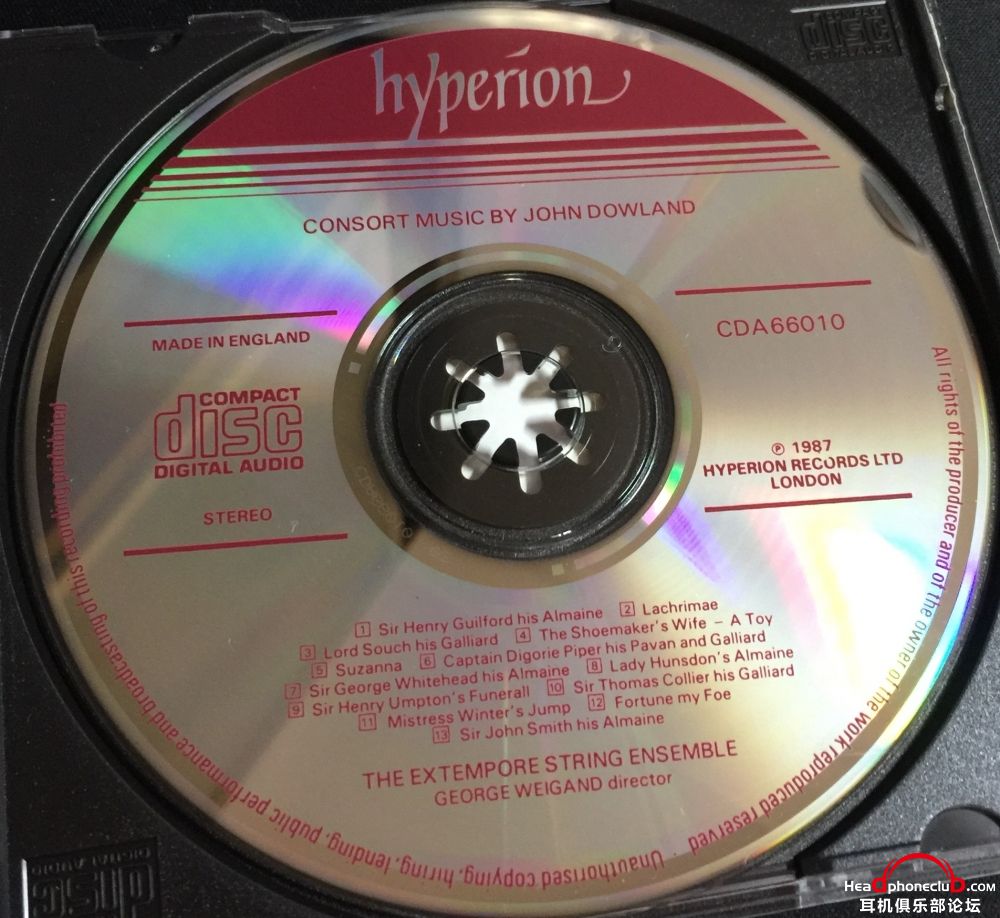 hyperion
CONSORT MUSIC BY JOHN DOWLAND
MADE IN ENGLAND
CDA66010
COMPACT
disc
DIGITAL AUDIO
STEREO
℗ 1987
HYPERION RECORDS LTD
LONDON
1 Sir Henry Guilford his Almaine 2 Lachrimae
3 Lord Souch his Galliard 4 The Shoemaker's Wife – A Toy
5 Suzanna 6 Captain Digorie Piper his Pavan and Galliard
7 Sir George Whitehead his Almaine 8 Lady Hunsdon's Almaine
9 Sir Henry Umpton's Funerall 10 Sir Thomas Collier his Galliard
11 Mistress Winter's Jump 12 Fortune my Foe
13 Sir John Smith his Almaine
THE EXTEMPORE STRING ENSEMBLE
GEORGE WEIGAND director
All rights of the producer and of the owner of the work reproduced reserved · Unauthorised copying, hiring, lending, public performance and broadcasting of this recording prohibited
disc
DIGITAL AUDIO
disc
HeadphonecluD.com
耳机俱乐部论坛